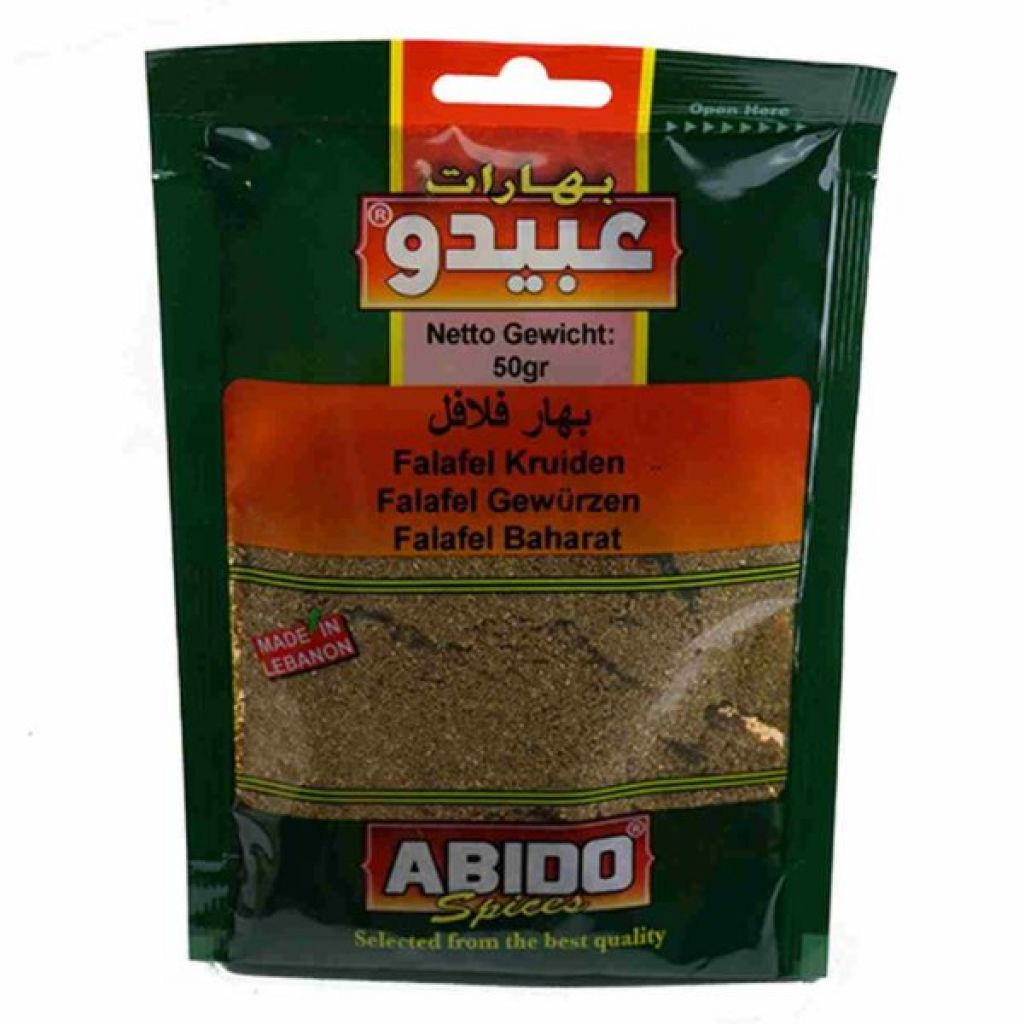 Open Here
بهارات
عبيدو ®
Netto Gewicht:
50gr
بهار فلافل
Falafel Kruiden
Falafel Gewürzen
Falafel Baharat
MADE IN
LEBANON
ABIDO ®
Spices
Selected from the best quality